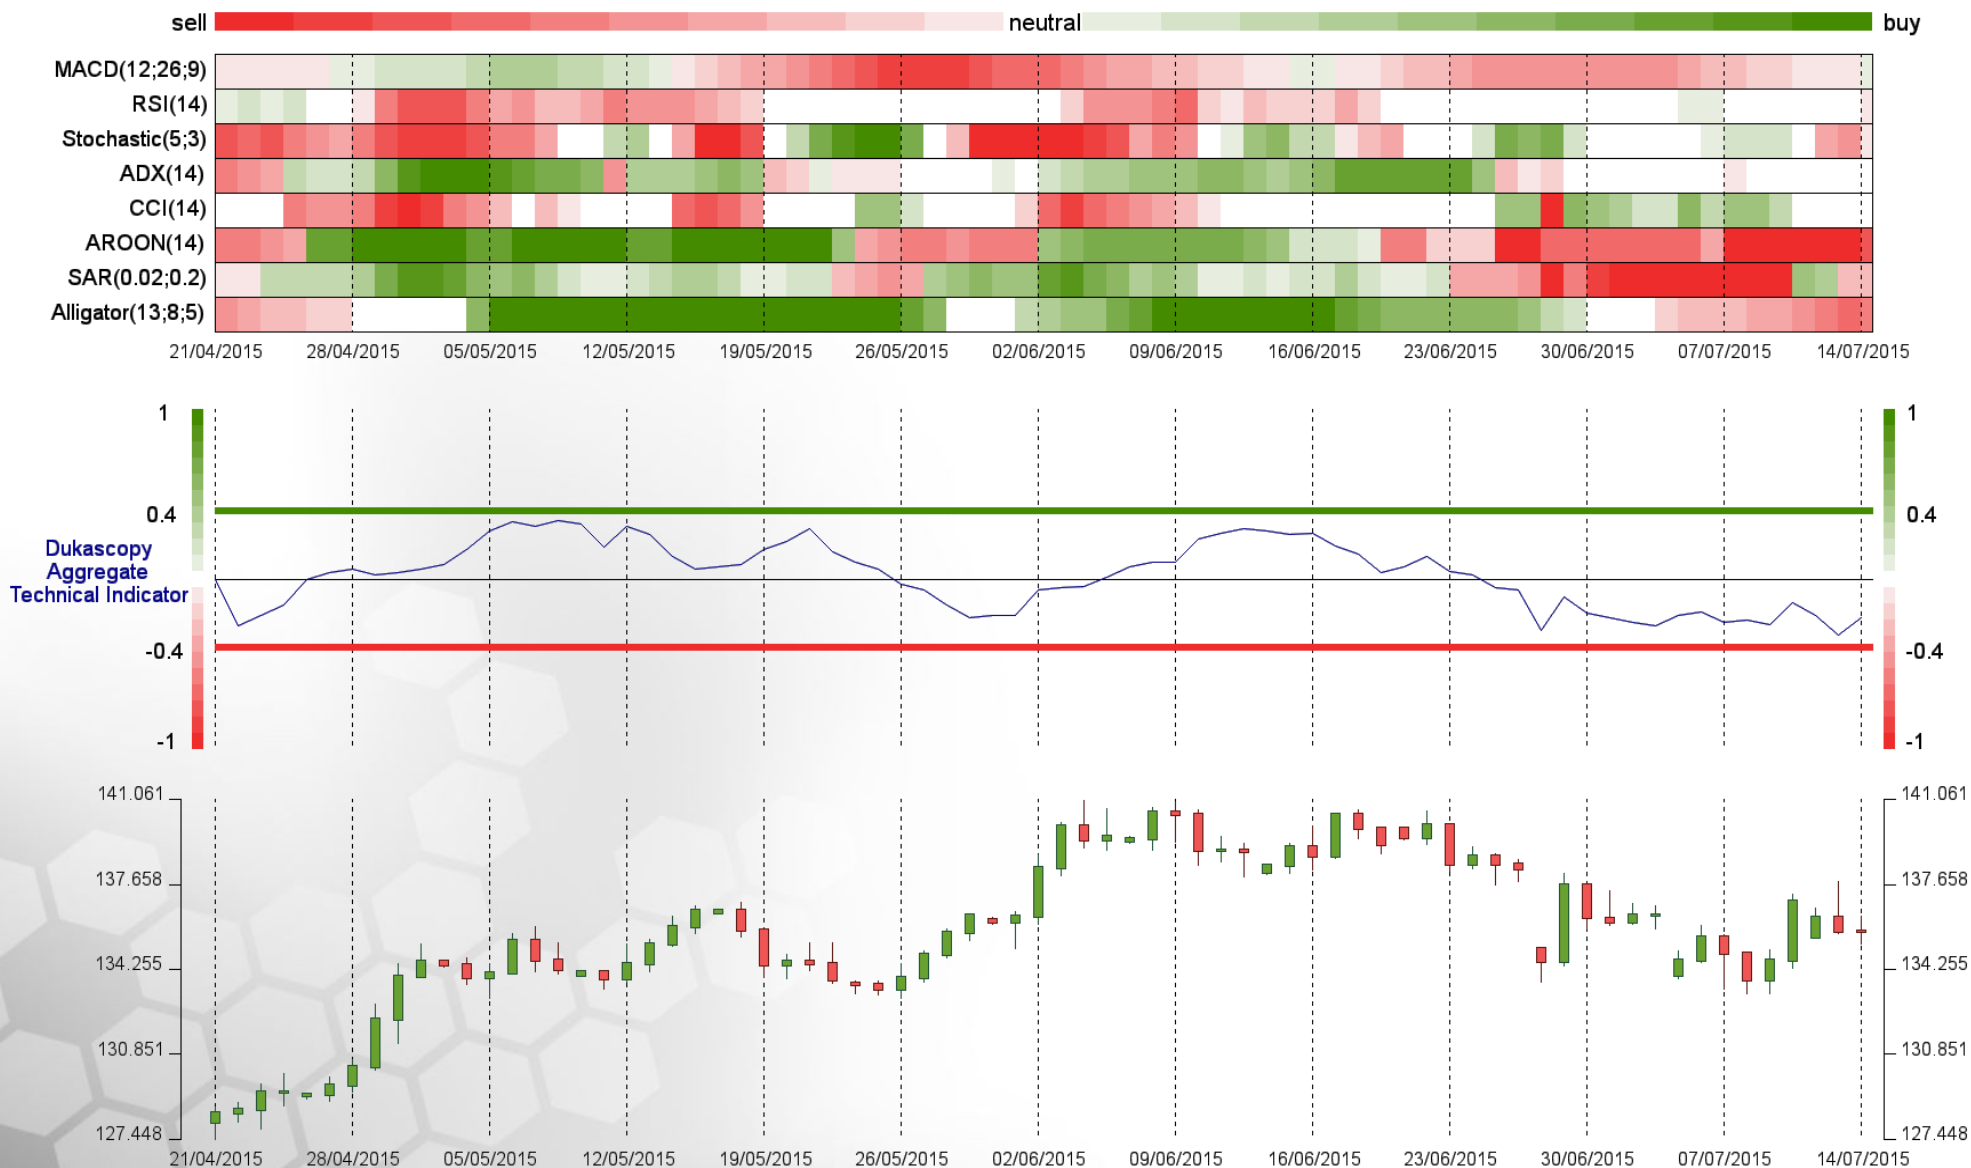 sell neutral buy
MACD(12;26;9)
RSI(14)
Stochastic(5;3)
ADX(14)
CCI(14)
AROON(14)
SAR(0.02;0.2)
Alligator(13;8;5)
21/04/2015 28/04/2015 05/05/2015 12/05/2015 19/05/2015 26/05/2015 02/06/2015 09/06/2015 16/06/2015 23/06/2015 30/06/2015 07/07/2015 14/07/2015
1 1
0.4 0.4
Dukascopy
Aggregate
Technical Indicator
-0.4 -0.4
-1 -1
141.061 141.061
137.658 137.658
134.255 134.255
130.851 130.851
127.448 127.448
21/04/2015 28/04/2015 05/05/2015 12/05/2015 19/05/2015 26/05/2015 02/06/2015 09/06/2015 16/06/2015 23/06/2015 30/06/2015 07/07/2015 14/07/2015